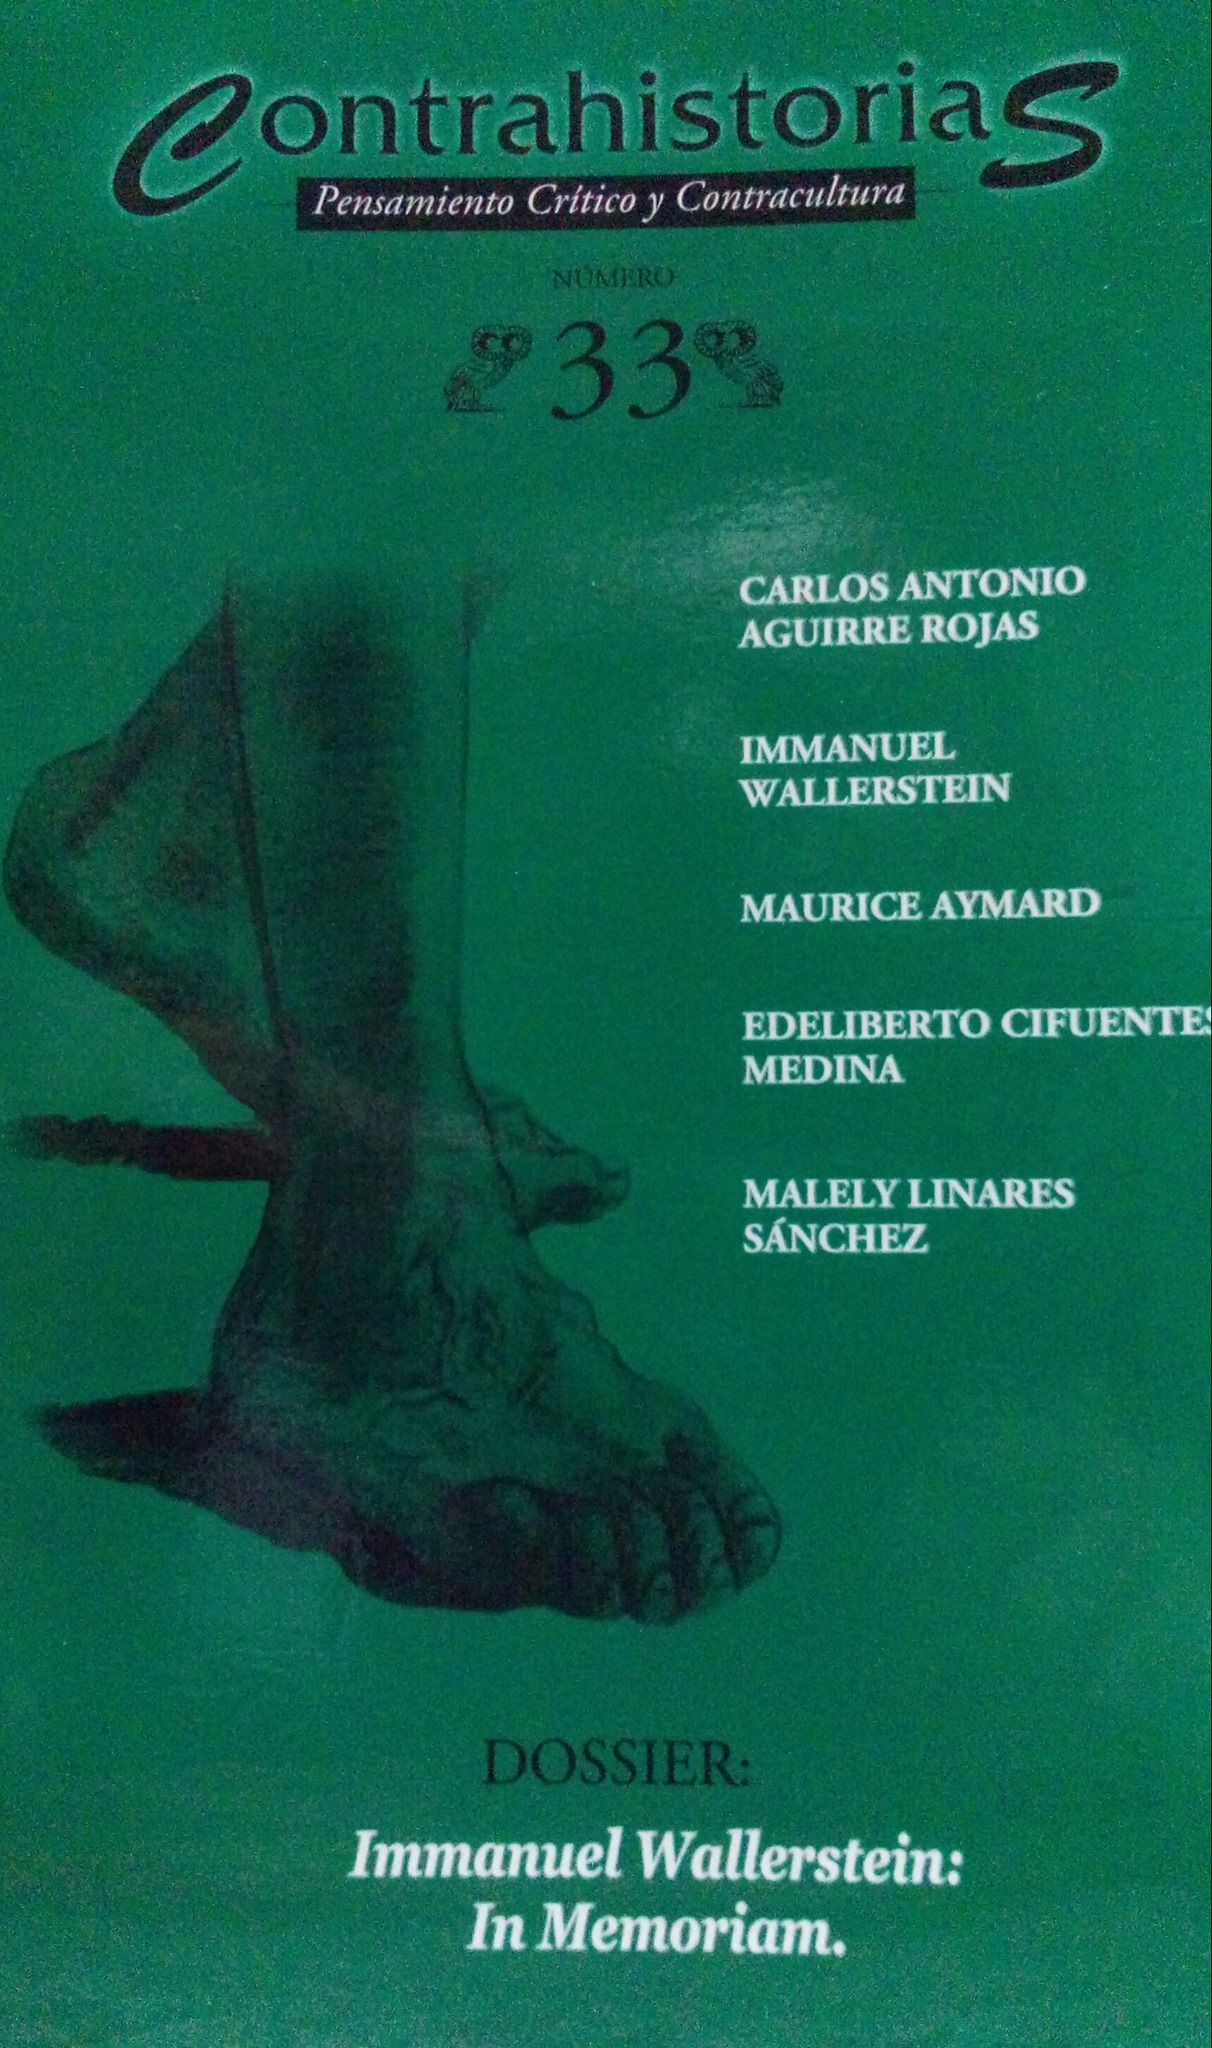 Contrahistorias
Pensamiento Crítico y Contracultura
NÚMERO
33
CARLOS ANTONIO
AGUIRRE ROJAS
IMMANUEL
WALLERSTEIN
MAURICE AYMARD
EDELIBERTO CIFUENTES
MEDINA
MALELY LINARES
SÁNCHEZ
DOSSIER:
Immanuel Wallerstein:
In Memoriam.